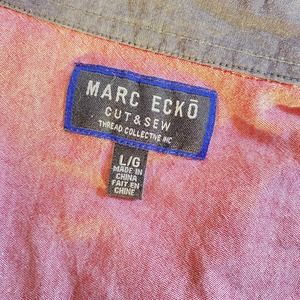 MARC ECKŌ
CUT & SEW
THREAD COLLECTIVE INC
L/G
MADE IN
CHINA
FAIT EN
CHINE